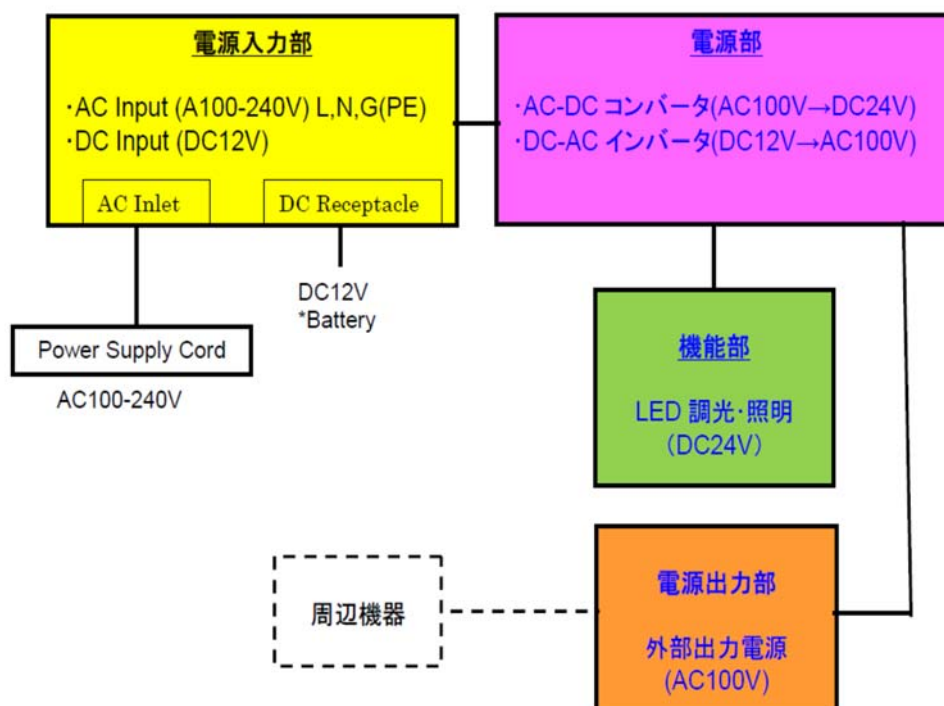 電源入力部
・AC Input (A100-240V) L,N,G(PE)
・DC Input (DC12V)
AC Inlet
DC Receptacle
DC12V
*Battery
Power Supply Cord
AC100-240V
電源部
・AC-DC コンバータ(AC100V→DC24V)
・DC-AC インバータ(DC12V→AC100V)
機能部
LED 調光・照明
(DC24V)
電源出力部
外部出力電源
(AC100V)
周辺機器